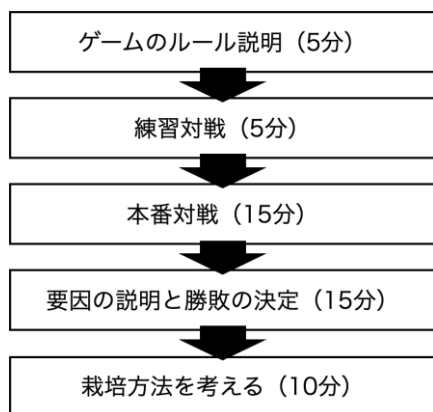 ゲームのルール説明（5分）
練習対戦（5分）
本番対戦（15分）
要因の説明と勝敗の決定（15分）
栽培方法を考える（10分）